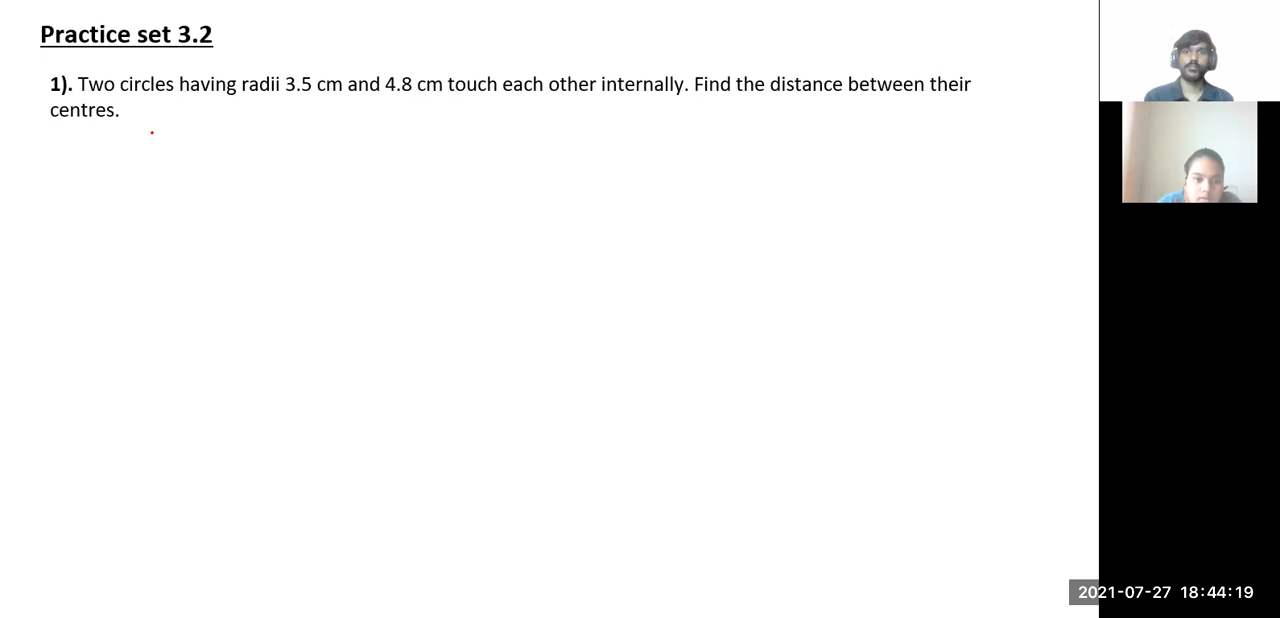 Practice set 3.2
1). Two circles having radii 3.5 cm and 4.8 cm touch each other internally. Find the distance between their
centres.
2021-07-27 18:44:19